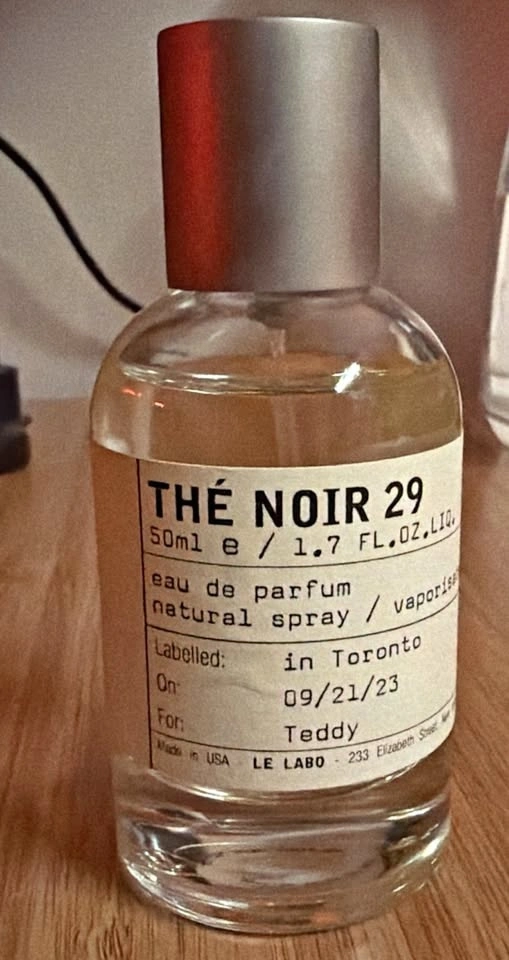 THÉ NOIR 29
50ml e / 1.7 FL.OZ.LIQ.
eau de parfum
natural spray /
Labelled: in Toronto
On: 09/21/23
For: Teddy
Made in USA - LE LABO - 233 Elizabeth Street,